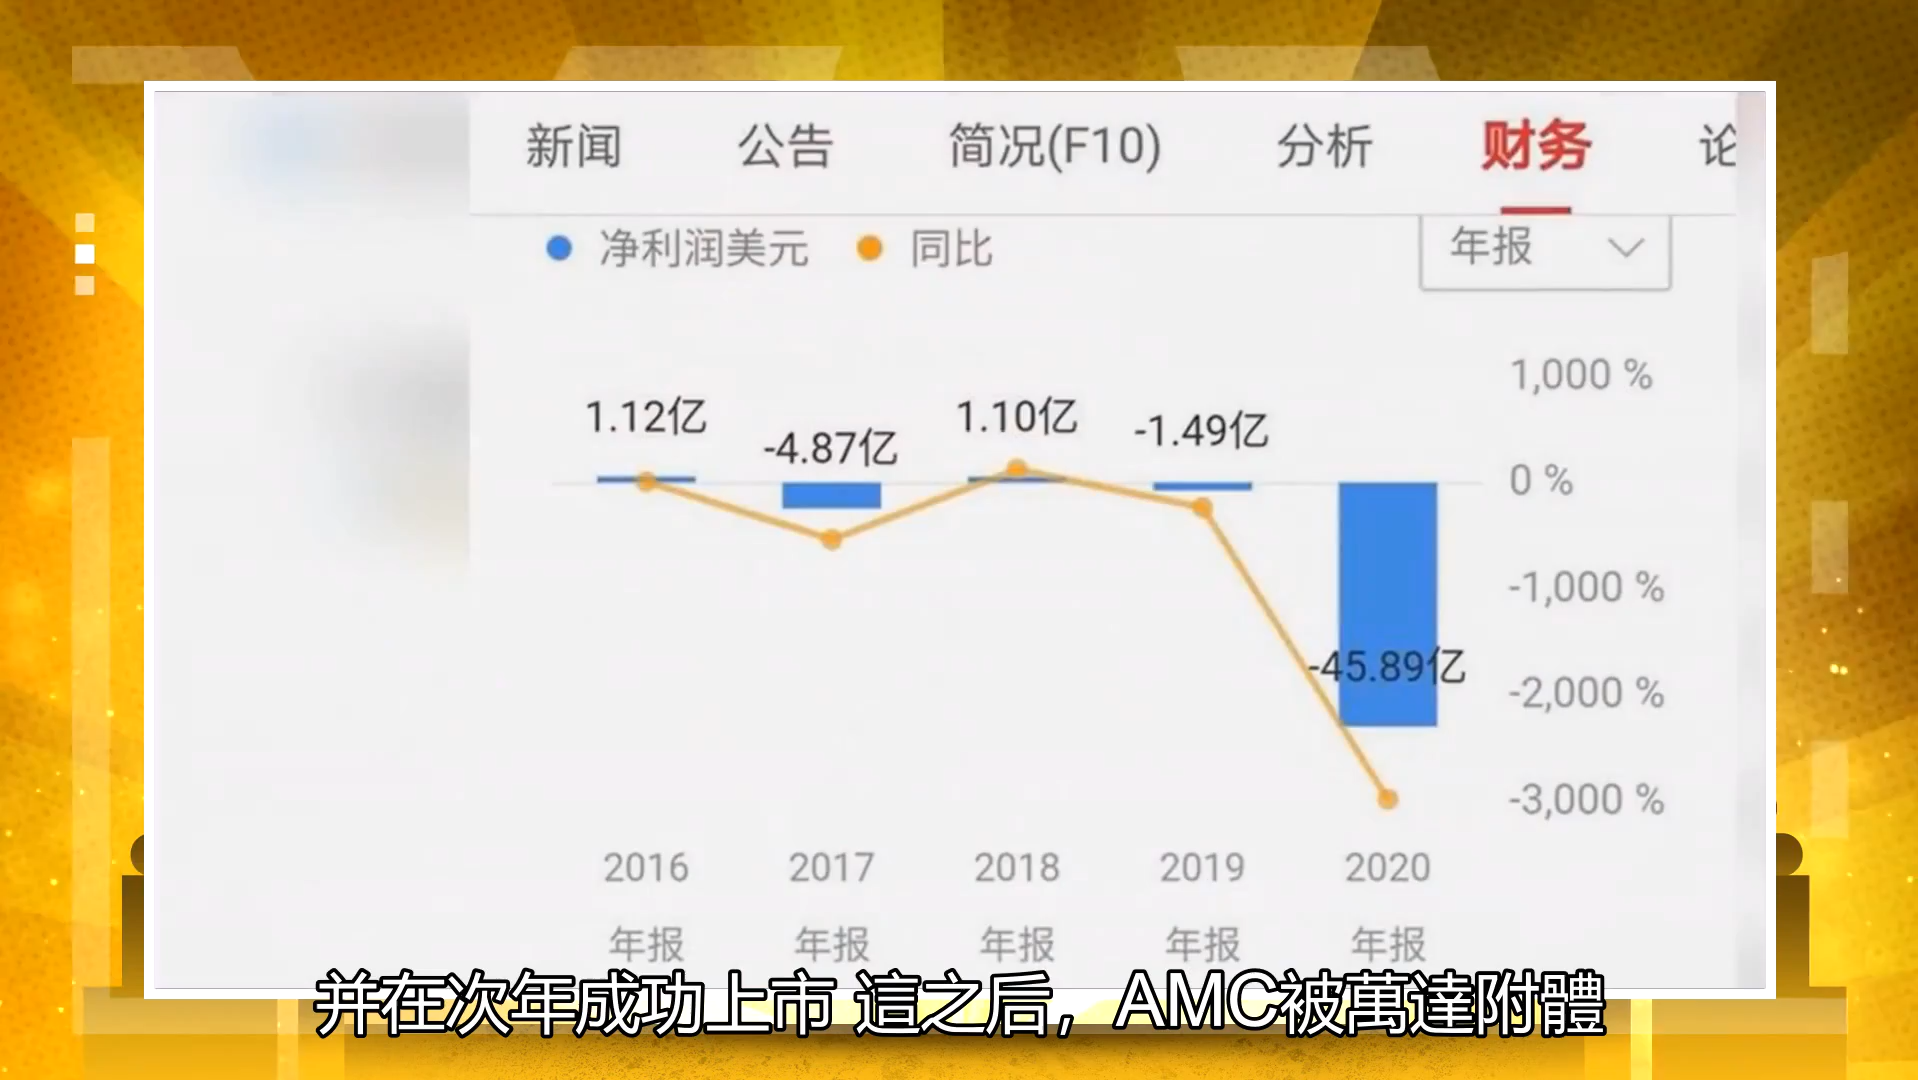 新闻 公告 简况(F10) 分析 财务 论
净利润美元 同比 年报
1,000 %
1.12亿 -4.87亿 1.10亿 -1.49亿
0 %
-1,000 %
-45.89亿
-2,000 %
-3,000 %
2016 2017 2018 2019 2020
年报 年报 年报 年报 年报
并在次年成功上市 這之后，AMC被萬達附體